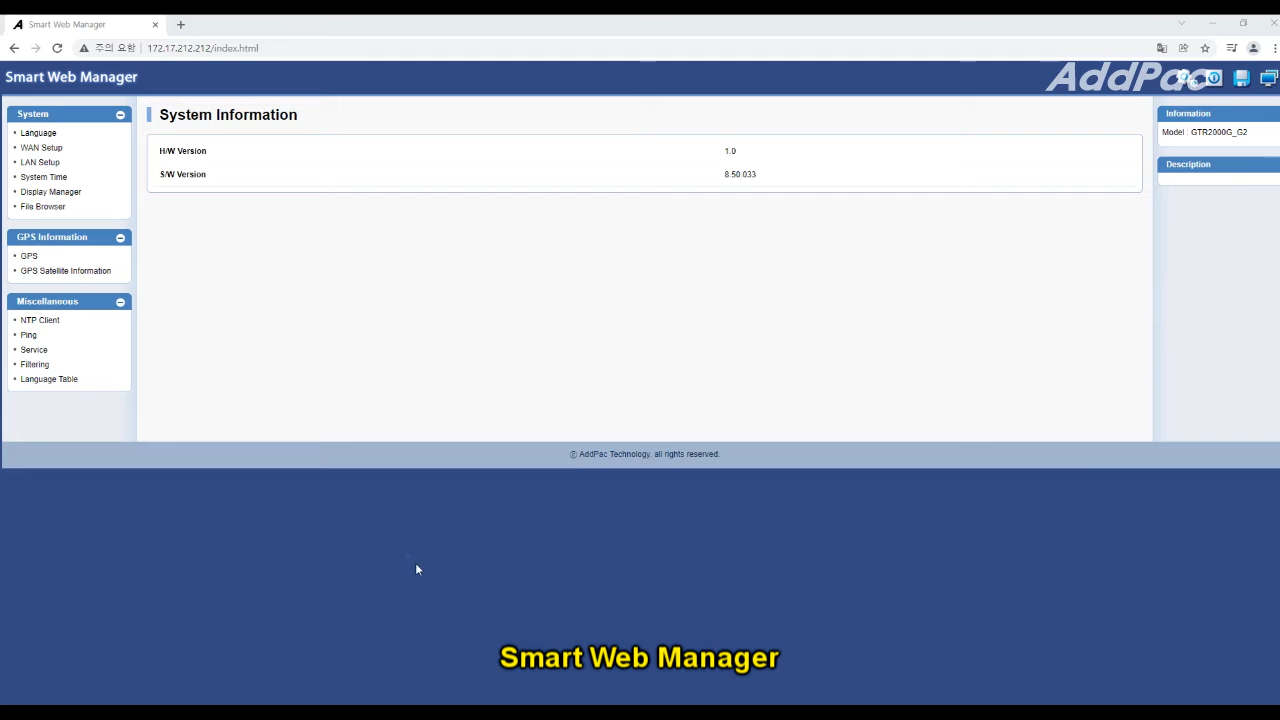 Smart Web Manager
주의 요함 172.17.212.212/index.html
Smart Web Manager
AddPac
System
Language
WAN Setup
LAN Setup
System Time
Display Manager
File Browser
GPS Information
GPS
GPS Satellite Information
Miscellaneous
NTP Client
Ping
Service
Filtering
Language Table
System Information
H/W Version 1.0
S/W Version 8.50.033
Information
Model : GTR2000G_G2
Description
ⓒ AddPac Technology. all rights reserved.
Smart Web Manager